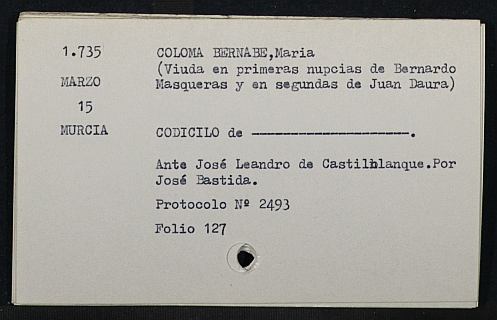 1.735
COLOMA BERNABE,Maria
(Viuda en primeras nupcias de Bernardo
MARZO
Masqueras y en segundas de Juan Daura)
15
MURCIA
CODICILO de --------------------.
Ante José Leandro de Castilblanque.Por
José Bastida.
Protocolo Nº 2493
Folio 127